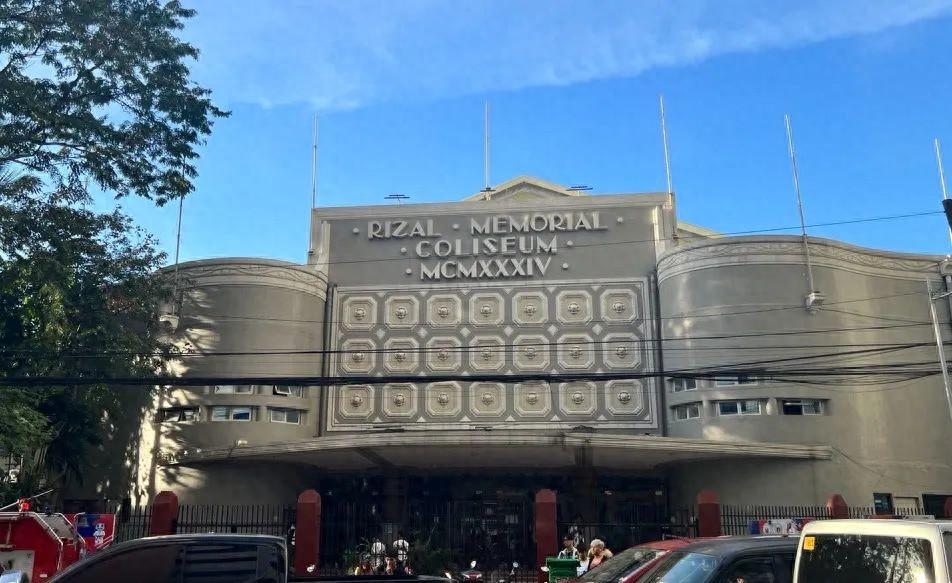 · RIZAL · MEMORIAL ·
· COLISEUM ·
· MCMXXXIV ·